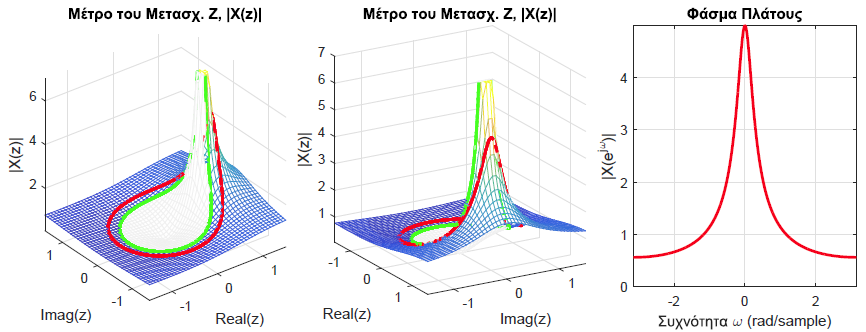 Μέτρο του Μετασχ. Z, |X(z)|
|X(z)|
6
4
2
1
0
-1
Imag(z)
-1
0
1
Real(z)
Μέτρο του Μετασχ. Z, |X(z)|
|X(z)|
7
6
5
4
3
2
1
-1
0
1
Real(z)
-1
0
1
Imag(z)
Φάσμα Πλάτους
|X(e^{jω})|
5
4
3
2
1
0
-2
0
2
Συχνότητα ω (rad/sample)